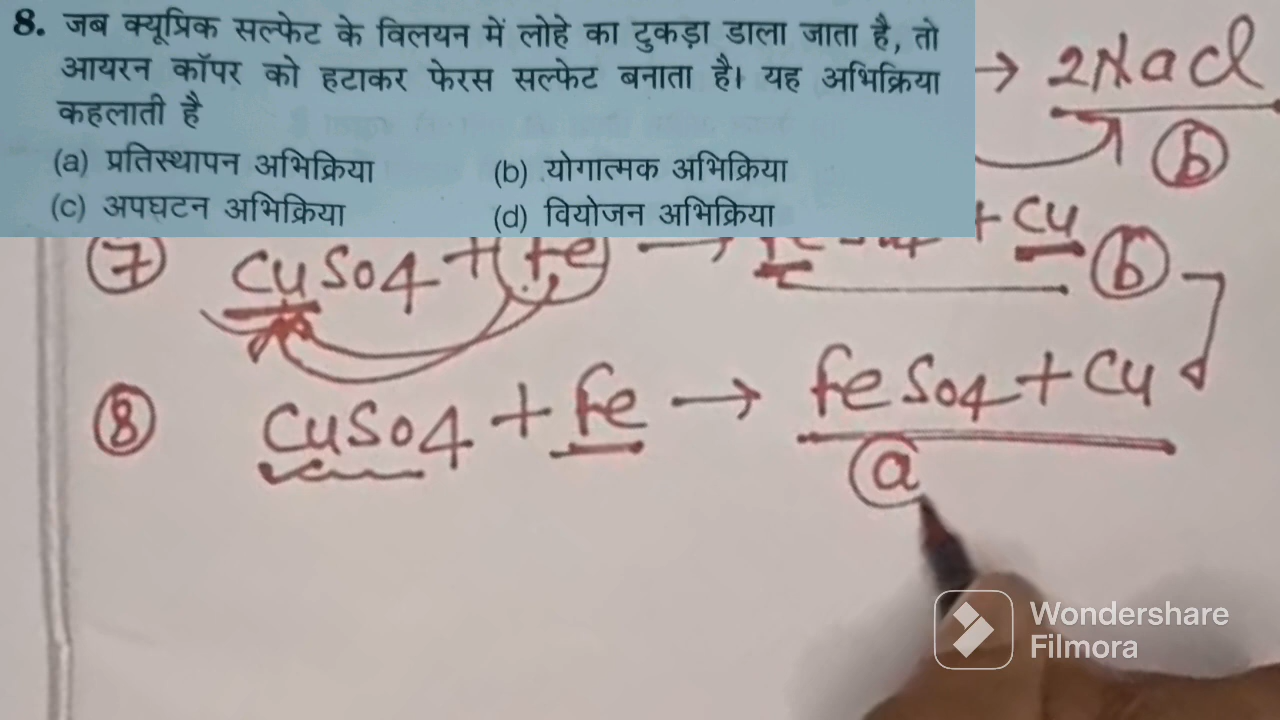 8. जब क्यूप्रिक सल्फेट के विलयन में लोहे का टुकड़ा डाला जाता है, तो
आयरन कॉपर को हटाकर फेरस सल्फेट बनाता है। यह अभिक्रिया
कहलाती है
(a) प्रतिस्थापन अभिक्रिया (b) योगात्मक अभिक्रिया
(c) अपघटन अभिक्रिया (d) वियोजन अभिक्रिया
→ 2NaCl
(b)
(7) CuSO4 + (Fe) → + Cu (b)
(8) CuSO4 + Fe → FeSO4 + Cu
(a)
Wondershare
Filmora